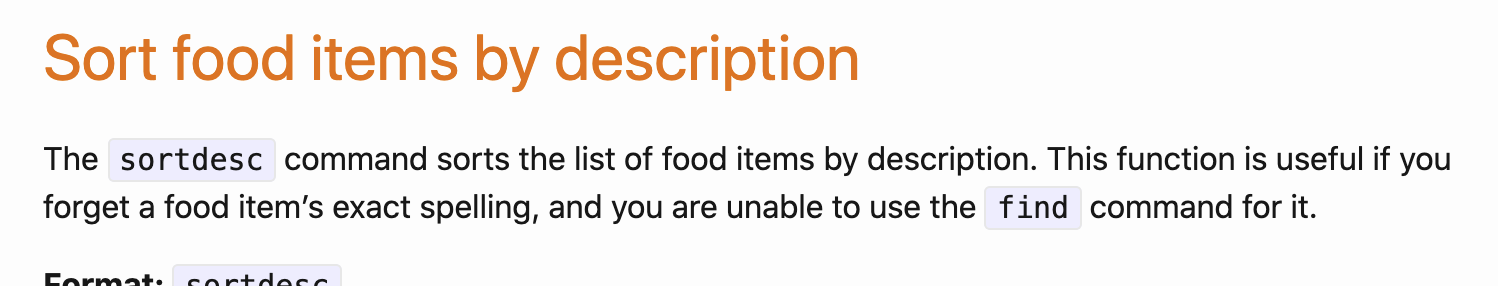 Sort food items by description
The sortdesc command sorts the list of food items by description. This function is useful if you
forget a food item’s exact spelling, and you are unable to use the find command for it.
Format: sortdesc